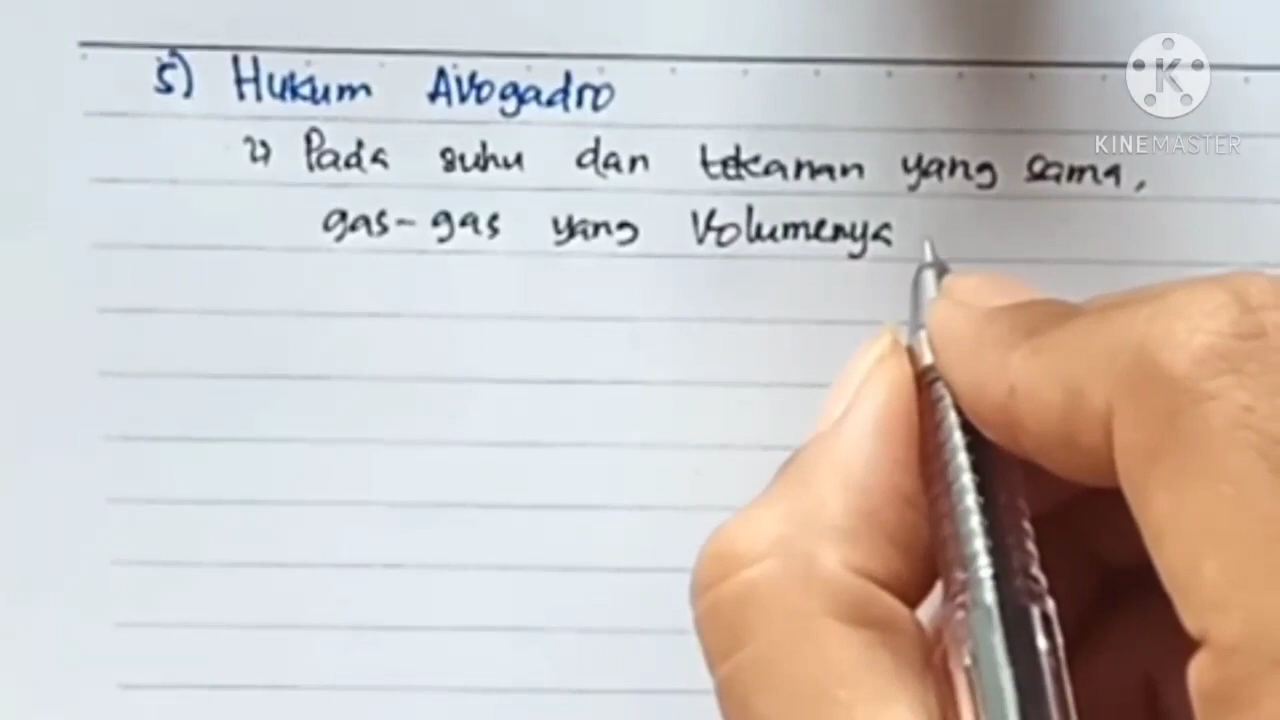 5) Hukum Avogadro
⇒ Pada suhu dan tekanan yang sama,
gas-gas yang Volumenya
K
KINEMASTER